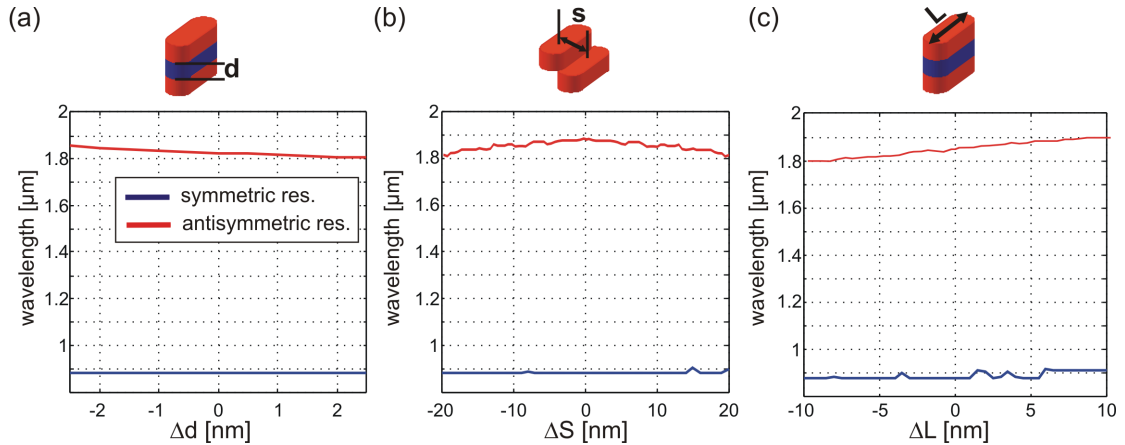 (a)
d
(b)
s
(c)
L
wavelength [µm]
2
1.8
1.6
1.4
1.2
1
symmetric res.
antisymmetric res.
-2
-1
0
1
2
Δd [nm]
wavelength [µm]
2
1.8
1.6
1.4
1.2
1
-20
-10
0
10
20
ΔS [nm]
wavelength [µm]
2
1.8
1.6
1.4
1.2
1
-10
-5
0
5
10
ΔL [nm]